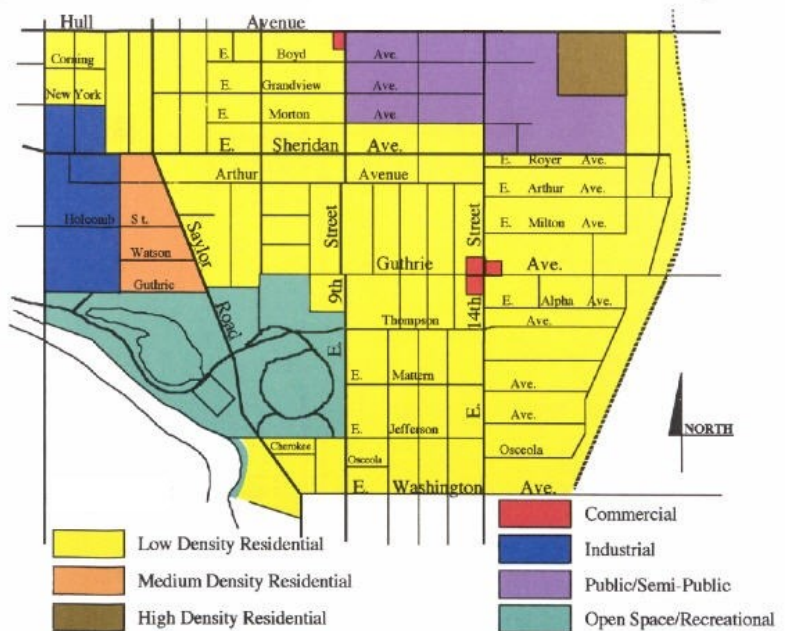 Hull Avenue
Corning E. Boyd Ave.
New York E. Grandview Ave.
E. Morton Ave.
E. Sheridan Ave.
E. Royer Ave.
Arthur Avenue
E. Arthur Ave.
Holcomb St.
E. Milton Ave.
Saylor Road
E. 9th Street
E. 14th Street
Watson
Guthrie Ave.
Guthrie
E. Alpha Ave.
Thompson
Ave.
E. Mattern
Ave.
Ave.
E. Jefferson
Cherokee
Osceola
Osceola
E. Washington Ave.
NORTH
Low Density Residential
Medium Density Residential
High Density Residential
Commercial
Industrial
Public/Semi-Public
Open Space/Recreational